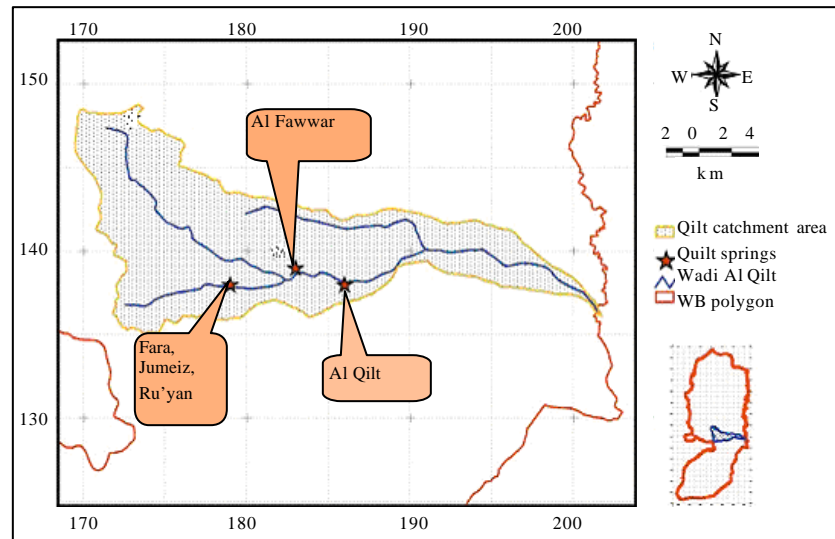 170 180 190 200
150
140
130
170 180 190 200
Al Fawwar
Fara,
Jumeiz,
Ru'yan
Al Qilt
N
W E
S
2 0 2 4
k m
Qilt catchment area
Quilt springs
Wadi Al Qilt
WB polygon